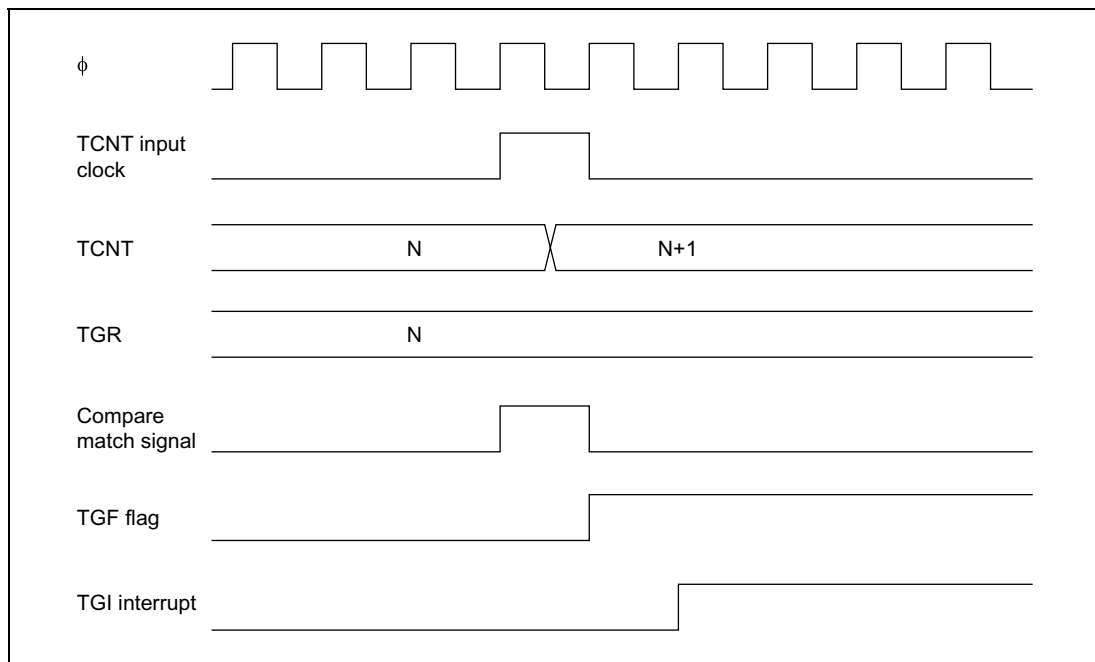 ϕ
TCNT input
clock
TCNT
N
N+1
TGR
N
Compare
match signal
TGF flag
TGI interrupt